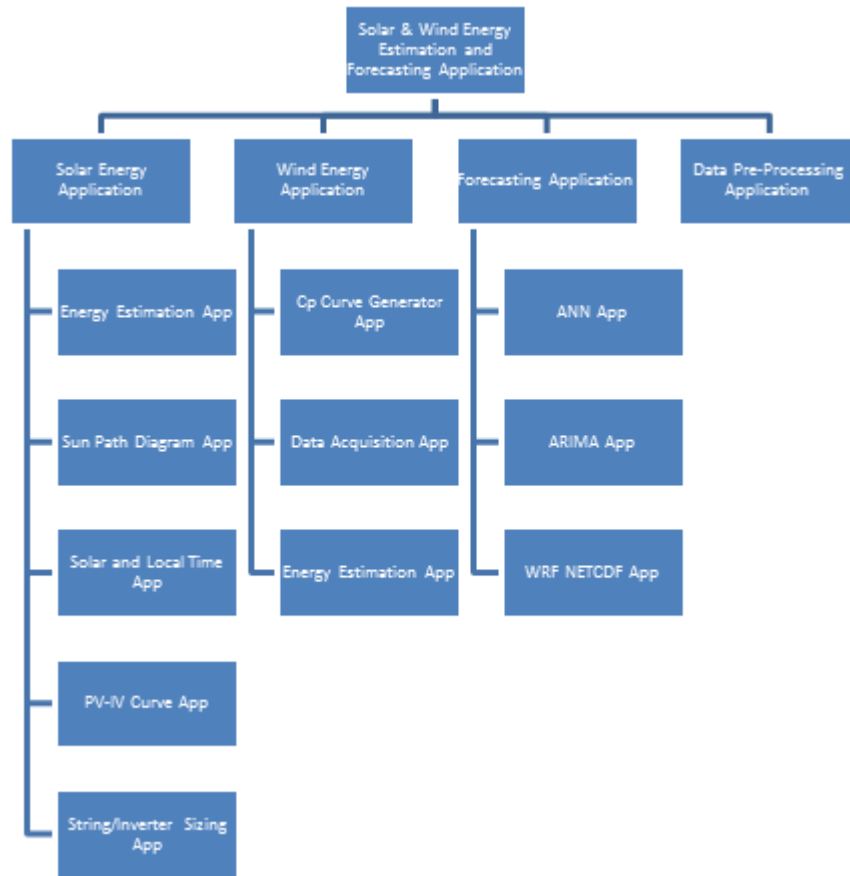 Solar & Wind Energy
Estimation and
Forecasting Application
Solar Energy
Application
Wind Energy
Application
Forecasting Application
Data Pre-Processing
Application
Energy Estimation App
Sun Path Diagram App
Solar and Local Time
App
PV-IV Curve App
String/Inverter Sizing
App
Cp Curve Generator
App
Data Acquisition App
Energy Estimation App
ANN App
ARIMA App
WRF NETCDF App